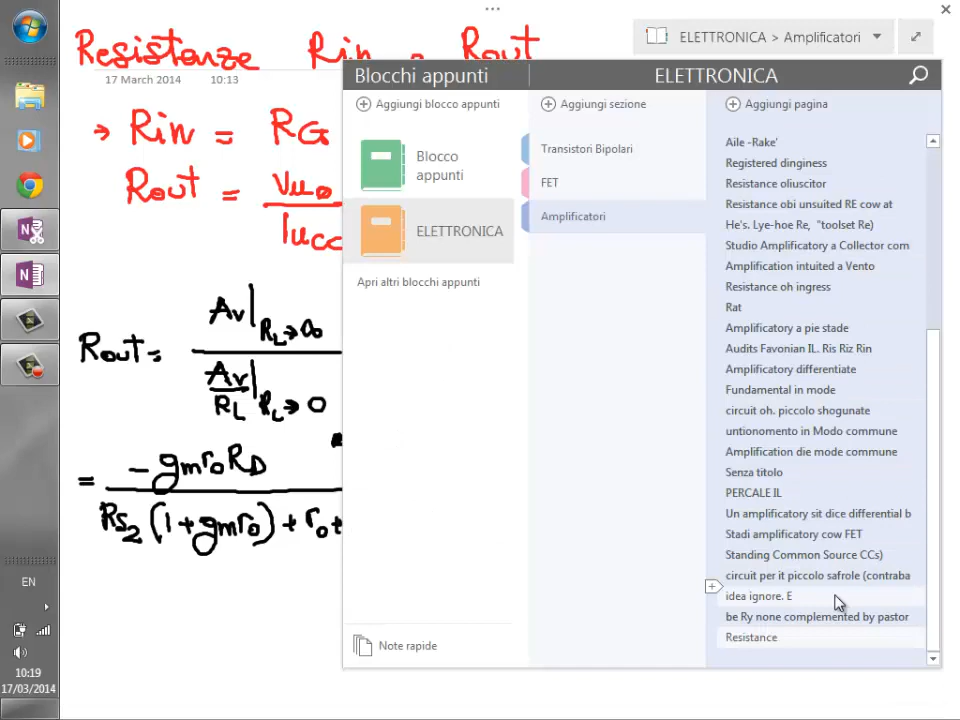 Resistenze Rin - Rout
17 March 2014 10:13
→ Rin = RG
Rout = Vuo
Iucc
Rout = Av| RL→∞
Av| RL→0
RL
= - gmroRD
RS2 (1+gmro) + ro+
ELETTRONICA > Amplificatori
Blocchi appunti
ELETTRONICA
Aggiungi blocco appunti
Aggiungi sezione
Aggiungi pagina
Blocco
appunti
ELETTRONICA
Apri altri blocchi appunti
Note rapide
Transistori Bipolari
FET
Amplificatori
Aile -Rake'
Registered dinginess
Resistance oliuscitor
Resistance obi unsuited RE cow at
He's. Lye-hoe Re, "toolset Re)
Studio Amplificatory a Collector com
Amplification intuited a Vento
Resistance oh ingress
Rat
Amplificatory a pie stade
Audits Favonian IL. Ris Riz Rin
Amplificatory differentiate
Fundamental in mode
circuit oh. piccolo shogunate
untionomento in Modo commune
Amplification die mode commune
Senza titolo
PERCALE IL
Un amplificatory sit dice differential b
Stadi amplificatory cow FET
Standing Common Source CCs)
circuit per it piccolo safrole (contraba
idea ignore. E
be Ry none complemented by pastor
Resistance
EN
10:19
17/03/2014